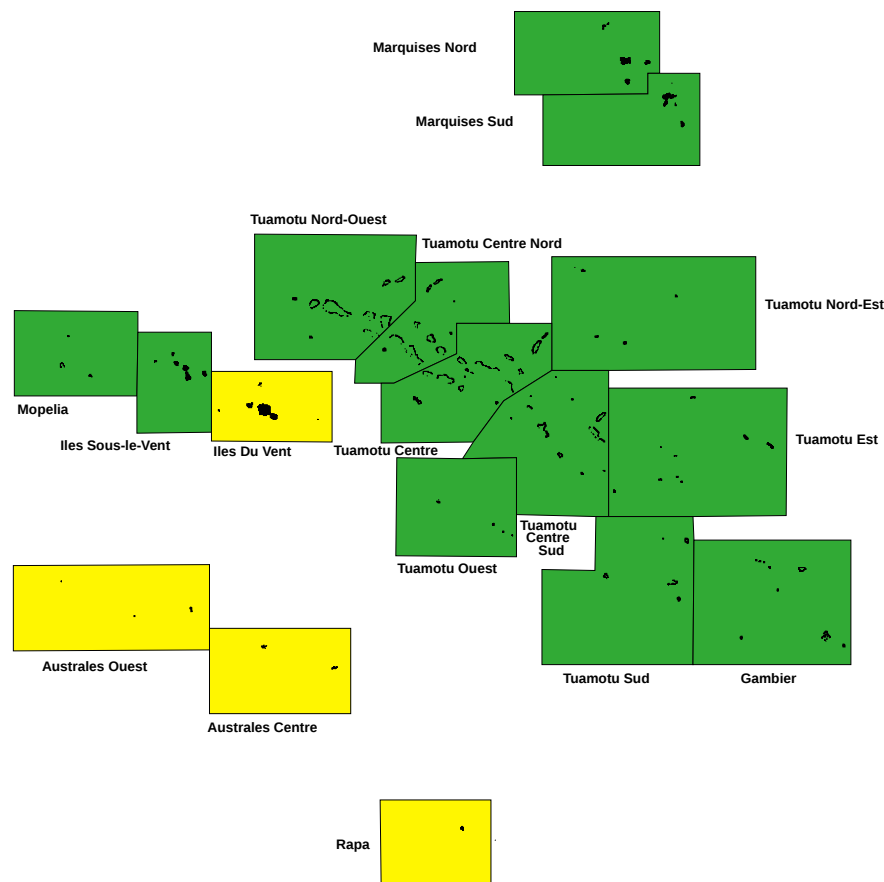 Marquises Nord
Marquises Sud
Tuamotu Nord-Ouest
Tuamotu Centre Nord
Tuamotu Nord-Est
Mopelia
Iles Sous-le-Vent
Iles Du Vent
Tuamotu Centre
Tuamotu Est
Tuamotu
Centre
Sud
Tuamotu Ouest
Australes Ouest
Tuamotu Sud
Gambier
Australes Centre
Rapa